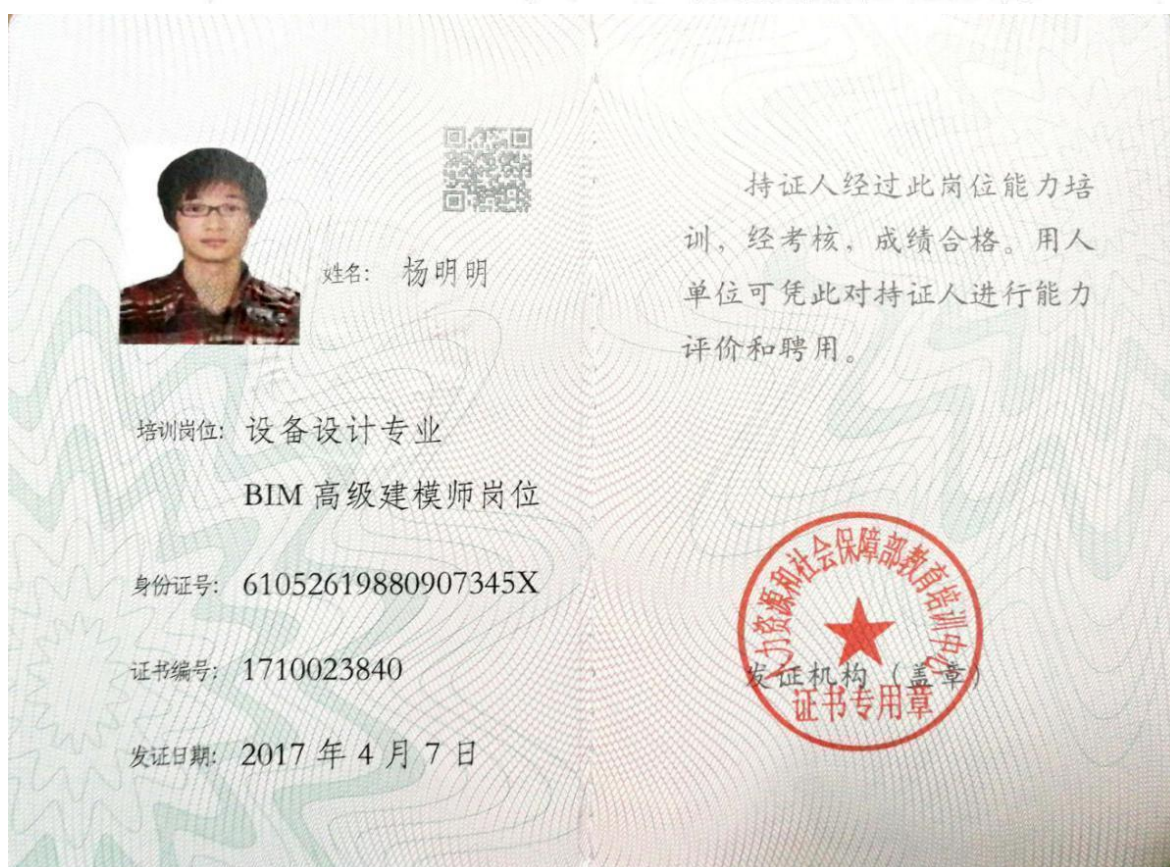 姓名: 杨明明
培训岗位: 设备设计专业
BIM 高级建模师岗位
身份证号: 61052619880907345X
证书编号: 1710023840
发证日期: 2017 年 4 月 7 日
持证人经过此岗位能力培
训，经考核，成绩合格。用人
单位可凭此对持证人进行能力
评价和聘用。
人力资源和社会保障部教育培训中心
发证机构（盖章）
证书专用章